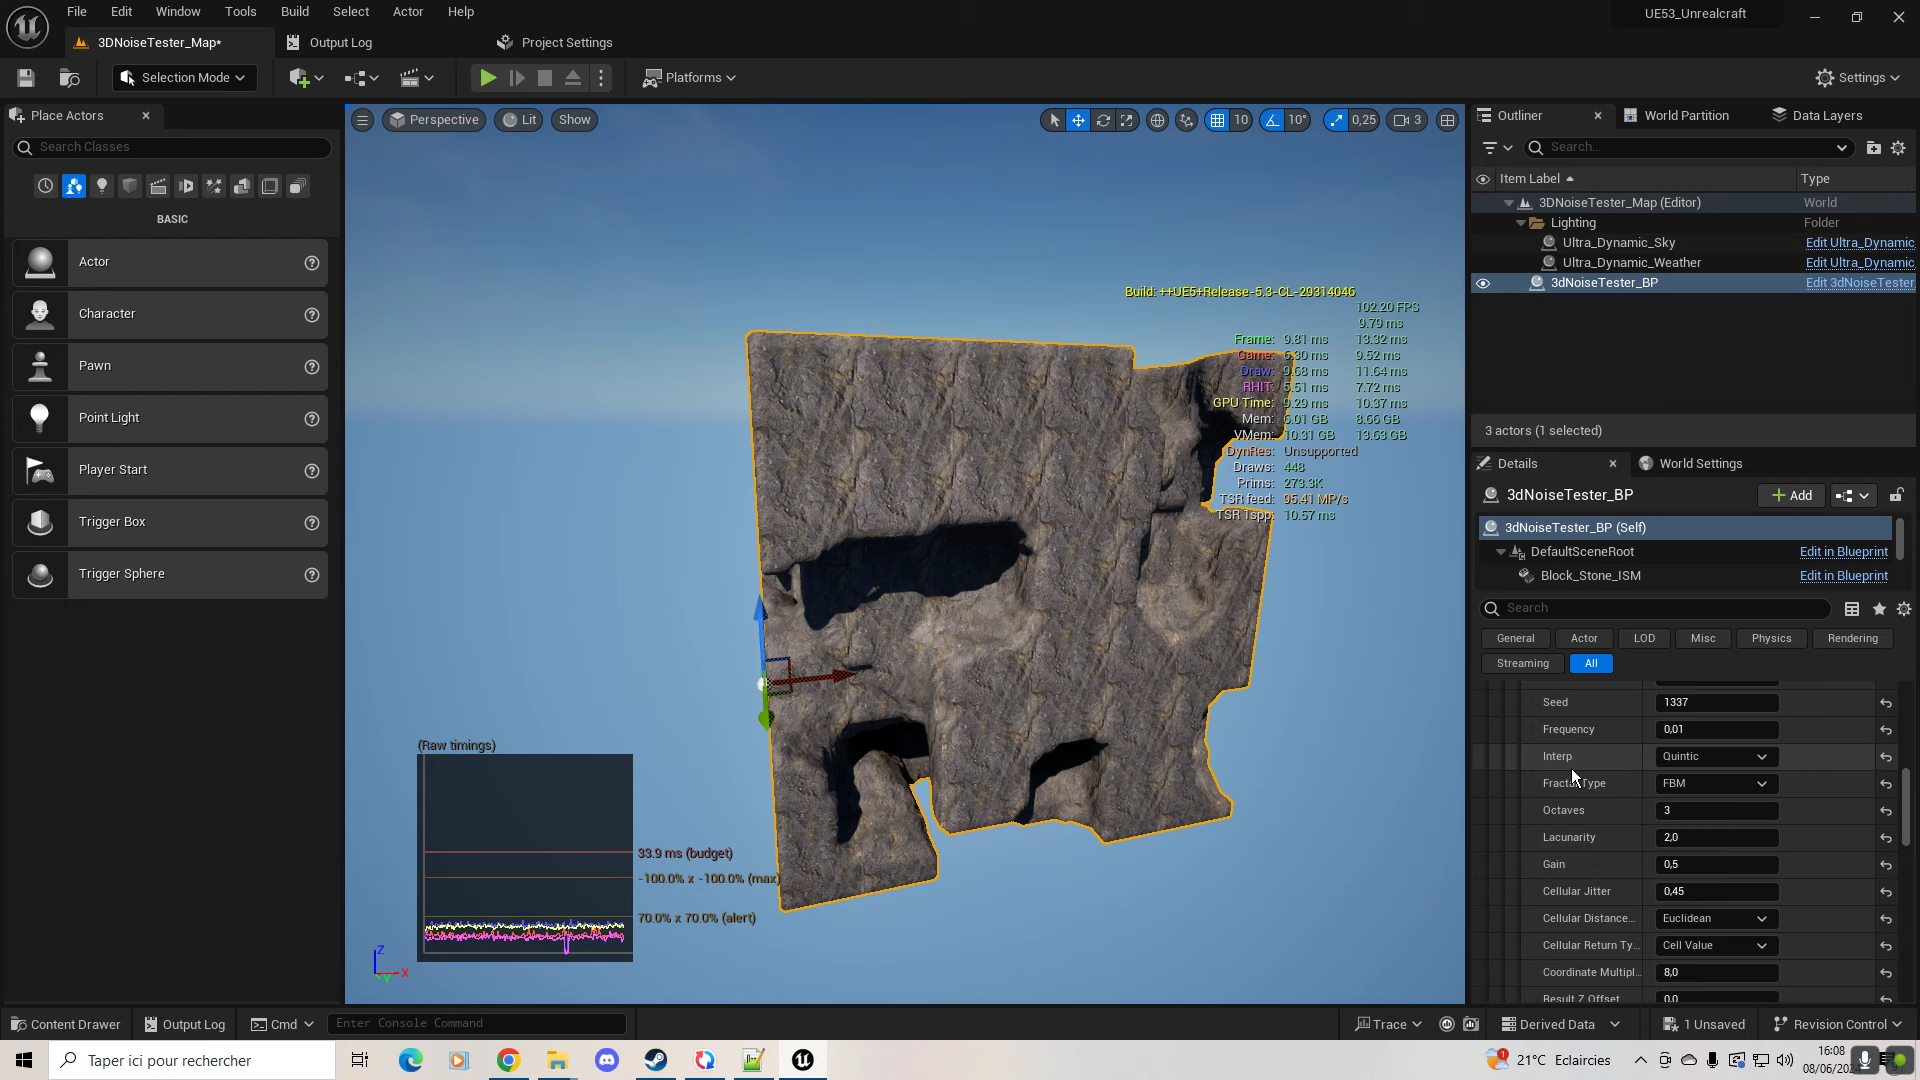 File Edit Window Tools Build Select Actor Help
UE53_Unrealcraft
3DNoiseTester_Map*
Output Log
Project Settings
Selection Mode
Platforms
Settings
Place Actors
Search Classes
BASIC
Actor
Character
Pawn
Point Light
Player Start
Trigger Box
Trigger Sphere
Perspective
Lit
Show
10
10°
0,25
3
Build: ++UE5+Release-5.3-CL-29314046
102.20 FPS
9.79 ms
Frame: 9.81 ms 13.32 ms
Game: 6.30 ms 9.52 ms
Draw: 9.68 ms 11.64 ms
RHIT: 5.51 ms 7.72 ms
GPU Time: 9.29 ms 10.37 ms
Mem: 6.01 GB 8.66 GB
VMem: 10.31 GB 13.63 GB
DynRes: Unsupported
Draws: 448
Prims: 273.3K
TSR feed: 95.41 MP/s
TSR 1spp: 10.57 ms
(Raw timings)
33.9 ms (budget)
-100.0% x -100.0% (max)
70.0% x 70.0% (alert)
Z
X
Y
Outliner
World Partition
Data Layers
Search...
Item Label
Type
3DNoiseTester_Map (Editor) World
Lighting Folder
Ultra_Dynamic_Sky Edit Ultra_Dynamic
Ultra_Dynamic_Weather Edit Ultra_Dynamic
3dNoiseTester_BP Edit 3dNoiseTester
3 actors (1 selected)
Details
World Settings
3dNoiseTester_BP
Add
3dNoiseTester_BP (Self)
DefaultSceneRoot Edit in Blueprint
Block_Stone_ISM Edit in Blueprint
Search
General Actor LOD Misc Physics Rendering
Streaming All
Seed 1337
Frequency 0,01
Interp Quintic
Fractal Type FBM
Octaves 3
Lacunarity 2,0
Gain 0,5
Cellular Jitter 0,45
Cellular Distance... Euclidean
Cellular Return Ty... Cell Value
Coordinate Multipl... 8,0
Result Z Offset 0,0
Content Drawer
Output Log
Cmd
Enter Console Command
Trace
Derived Data
1 Unsaved
Revision Control
Taper ici pour rechercher
1
21°C Eclaircies
16:08